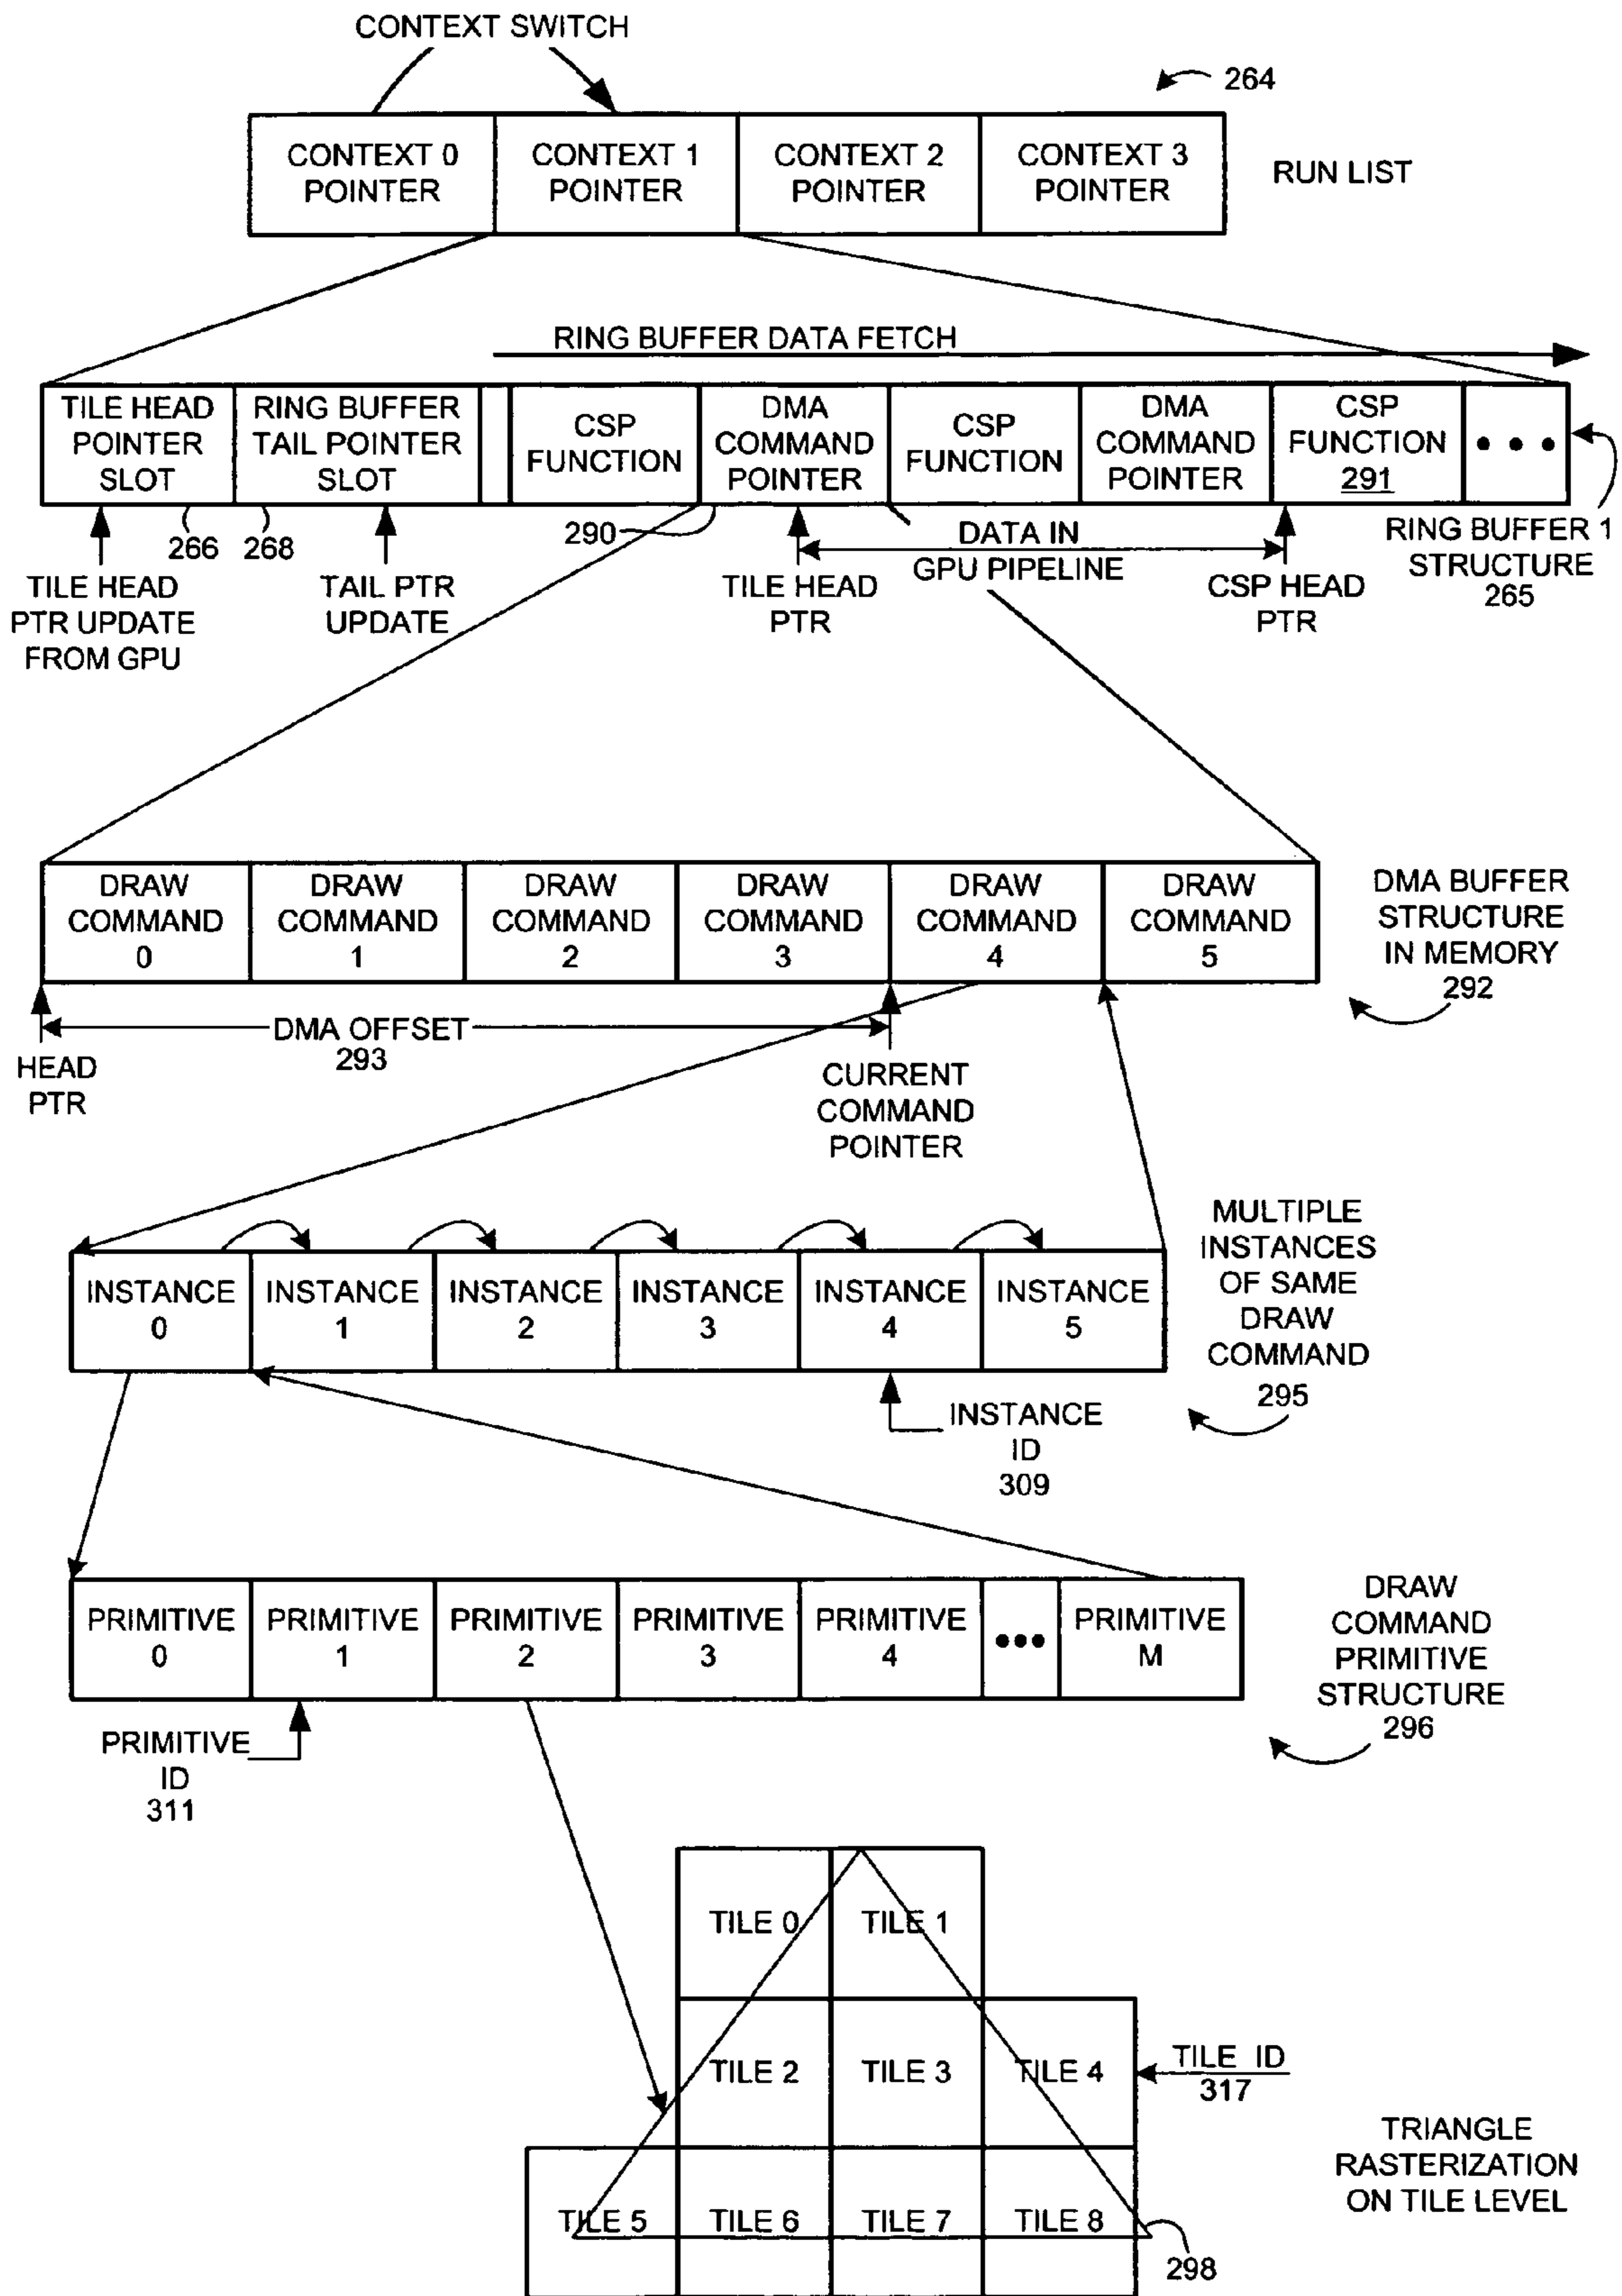 CONTEXT SWITCH
264
CONTEXT 0
POINTER
CONTEXT 1
POINTER
CONTEXT 2
POINTER
CONTEXT 3
POINTER
RUN LIST
RING BUFFER DATA FETCH
TILE HEAD
POINTER
SLOT
RING BUFFER
TAIL POINTER
SLOT
CSP
FUNCTION
DMA
COMMAND
POINTER
CSP
FUNCTION
DMA
COMMAND
POINTER
CSP
FUNCTION
291
• • •
266
268
290
DATA IN
GPU PIPELINE
RING BUFFER 1
STRUCTURE
265
TILE HEAD
PTR UPDATE
FROM GPU
TAIL PTR
UPDATE
TILE HEAD
PTR
CSP HEAD
PTR
DRAW
COMMAND
0
DRAW
COMMAND
1
DRAW
COMMAND
2
DRAW
COMMAND
3
DRAW
COMMAND
4
DRAW
COMMAND
5
DMA BUFFER
STRUCTURE
IN MEMORY
292
DMA OFFSET
293
HEAD
PTR
CURRENT
COMMAND
POINTER
INSTANCE
0
INSTANCE
1
INSTANCE
2
INSTANCE
3
INSTANCE
4
INSTANCE
5
MULTIPLE
INSTANCES
OF SAME
DRAW
COMMAND
295
INSTANCE
ID
309
PRIMITIVE
0
PRIMITIVE
1
PRIMITIVE
2
PRIMITIVE
3
PRIMITIVE
4
•••
PRIMITIVE
M
DRAW
COMMAND
PRIMITIVE
STRUCTURE
296
PRIMITIVE
ID
311
TILE 0
TILE 1
TILE 2
TILE 3
TILE 4
TILE ID
317
TILE 5
TILE 6
TILE 7
TILE 8
298
TRIANGLE
RASTERIZATION
ON TILE LEVEL